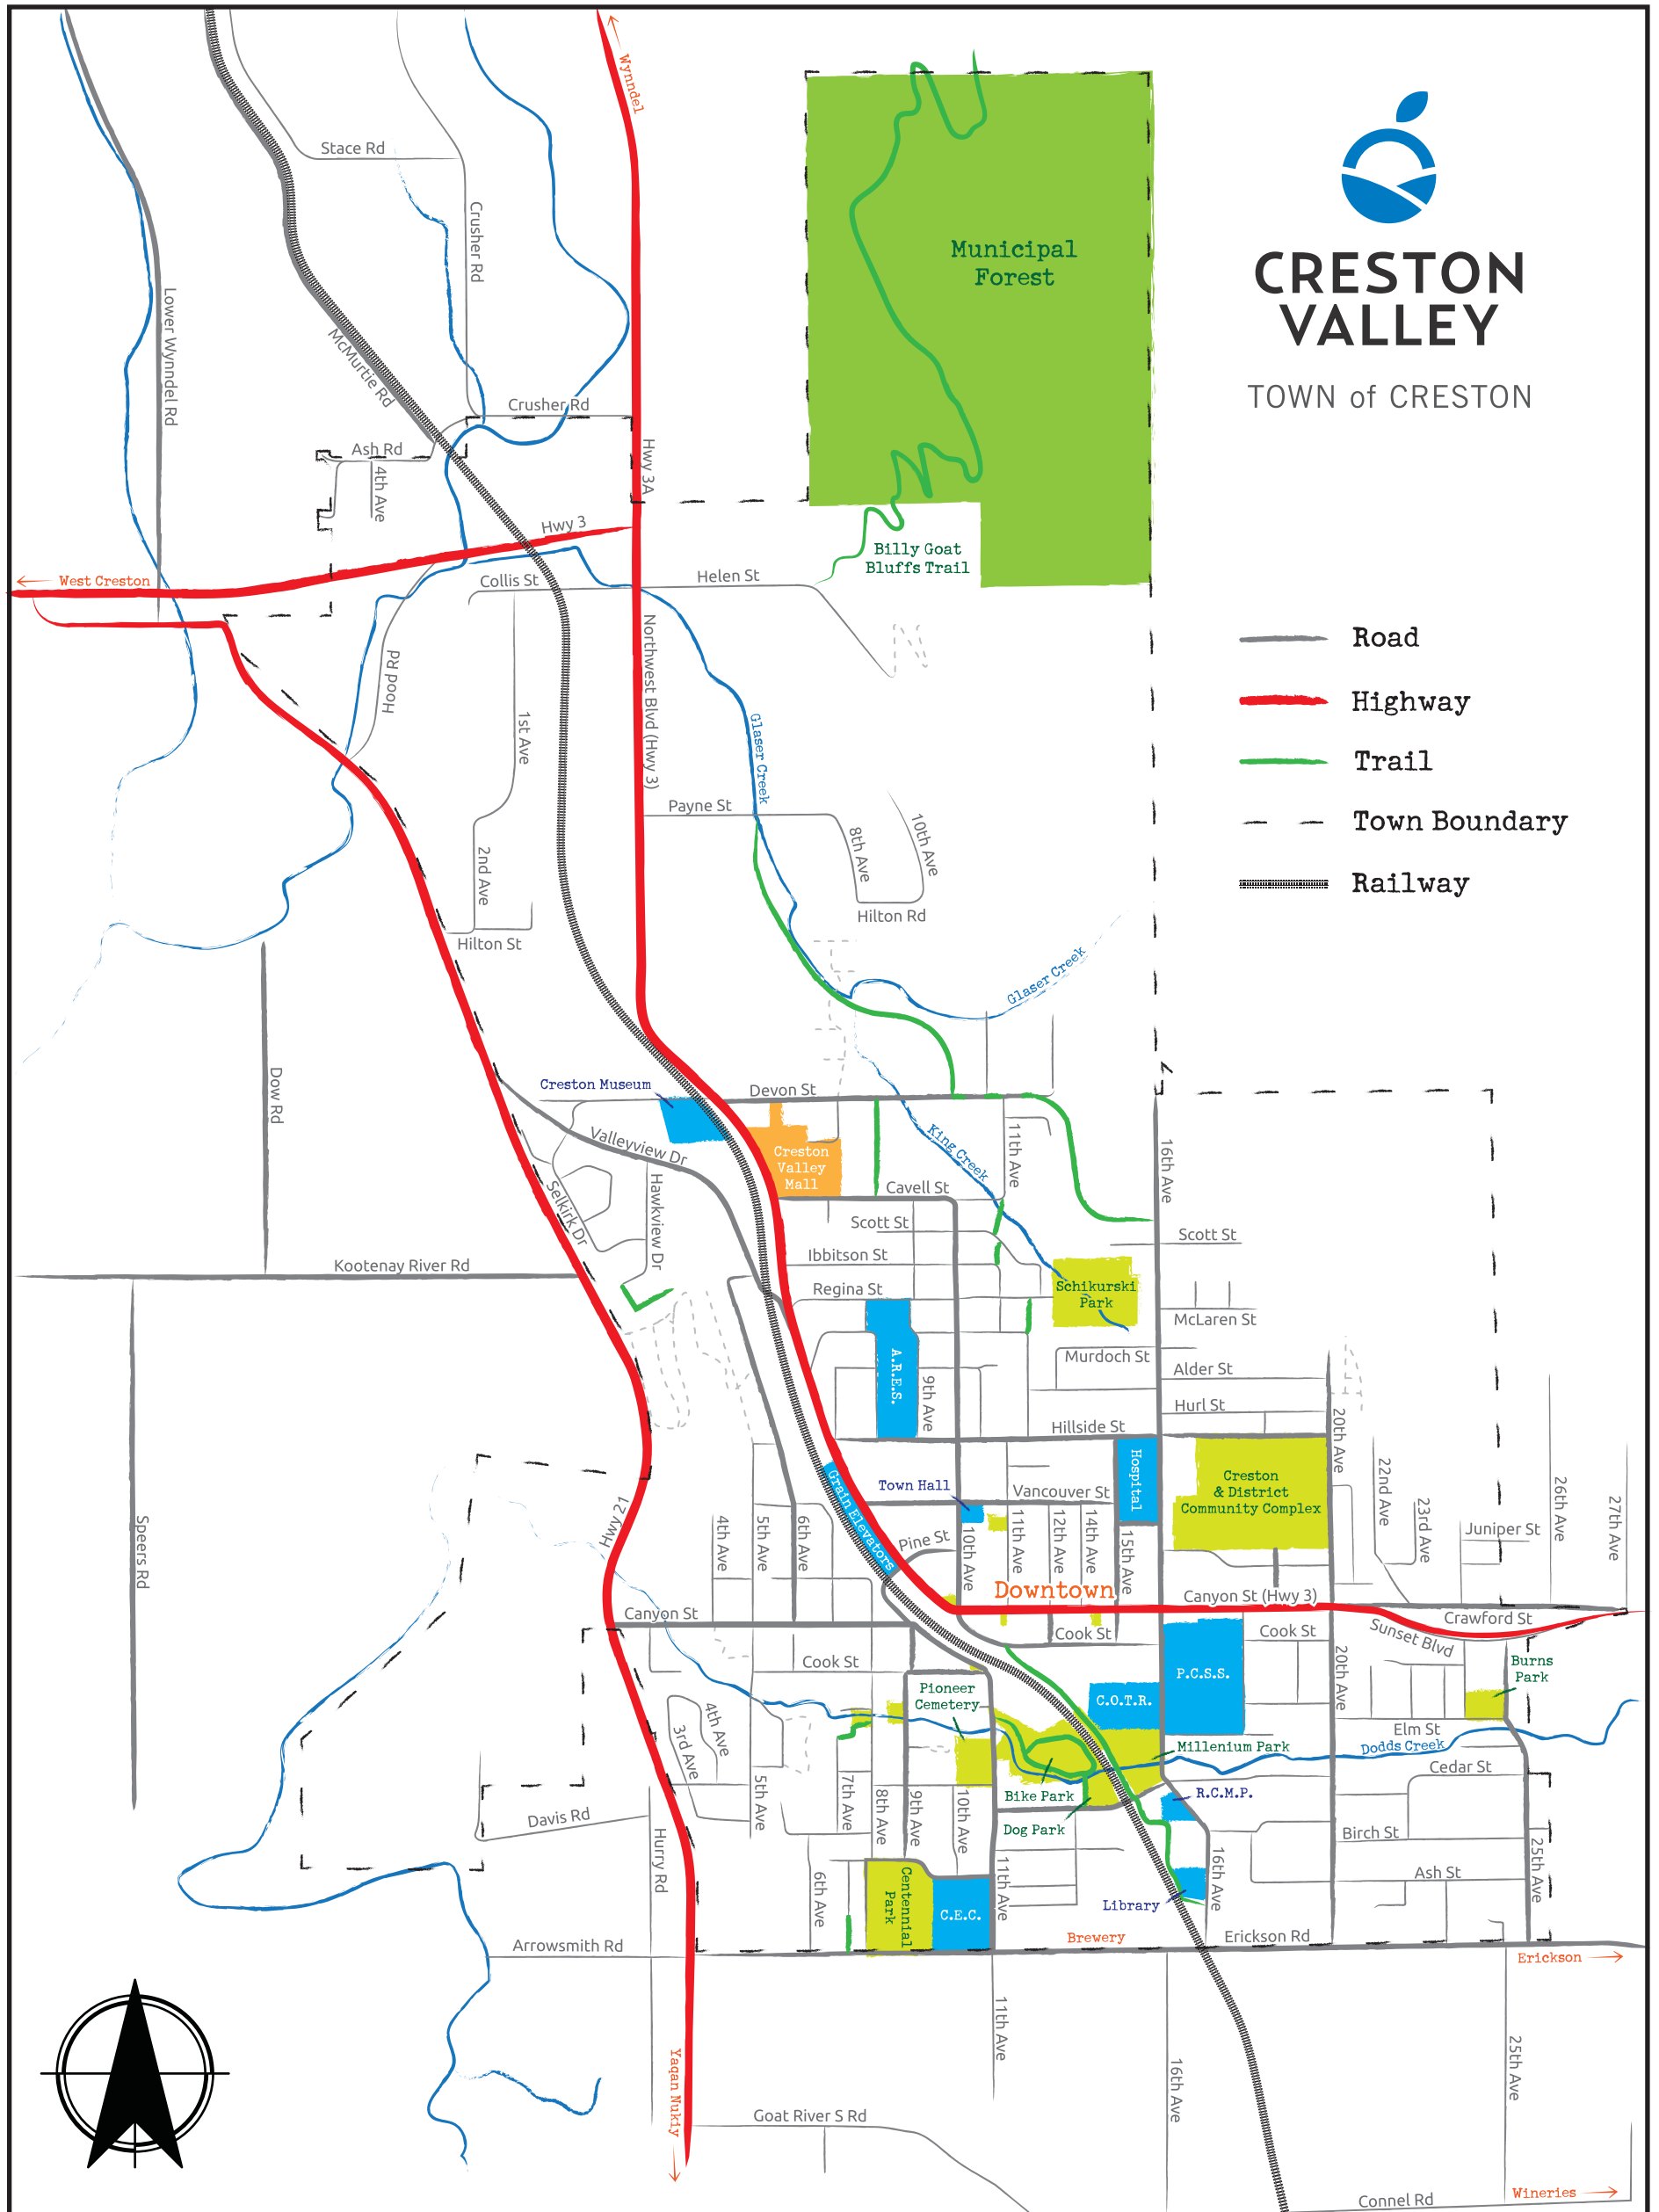 Wynndel
CRESTON
VALLEY
TOWN of CRESTON
Stace Rd
Crusher Rd
Municipal
Forest
Lower Wynndel Rd
McMurtie Rd
Crusher Rd
Ash Rd
4th Ave
Hwy 3A
Hwy 3
West Creston
Collis St
Helen St
Billy Goat
Bluffs Trail
Road
Highway
Trail
Town Boundary
Railway
Hood Rd
1st Ave
Northwest Blvd (Hwy 3)
Glaser Creek
Payne St
8th Ave
10th Ave
2nd Ave
Hilton Rd
Hilton St
Glaser Creek
Dow Rd
Creston Museum
Devon St
Valleyview Dr
Creston
Valley
Mall
King Creek
11th Ave
16th Ave
Selkirk Dr
Hawkview Dr
Cavell St
Scott St
Scott St
Ibbitson St
Kootenay River Rd
Regina St
Schikurski
Park
McLaren St
A.R.E.S.
9th Ave
Murdoch St
Alder St
Hurl St
Hillside St
20th Ave
Grain Elevators
Town Hall
Vancouver St
Hospital
Creston
& District
Community Complex
22nd Ave
23rd Ave
Juniper St
26th Ave
27th Ave
Hwy 21
Speers Rd
4th Ave
5th Ave
6th Ave
Pine St
10th Ave
11th Ave
12th Ave
14th Ave
15th Ave
Downtown
Canyon St (Hwy 3)
Crawford St
Canyon St
Cook St
Cook St
Sunset Blvd
Cook St
P.C.S.S.
20th Ave
Burns
Park
Pioneer
Cemetery
C.O.T.R.
4th Ave
3rd Ave
Elm St
Dodds Creek
Millenium Park
Cedar St
5th Ave
7th Ave
8th Ave
9th Ave
10th Ave
Bike Park
R.C.M.P.
Dog Park
Davis Rd
Birch St
Hurry Rd
6th Ave
Centennial
Park
C.E.C.
11th Ave
16th Ave
Ash St
25th Ave
Library
Arrowsmith Rd
Brewery
Erickson Rd
Erickson
11th Ave
16th Ave
25th Ave
Yaqan Nukiy
Goat River S Rd
Connel Rd
Wineries